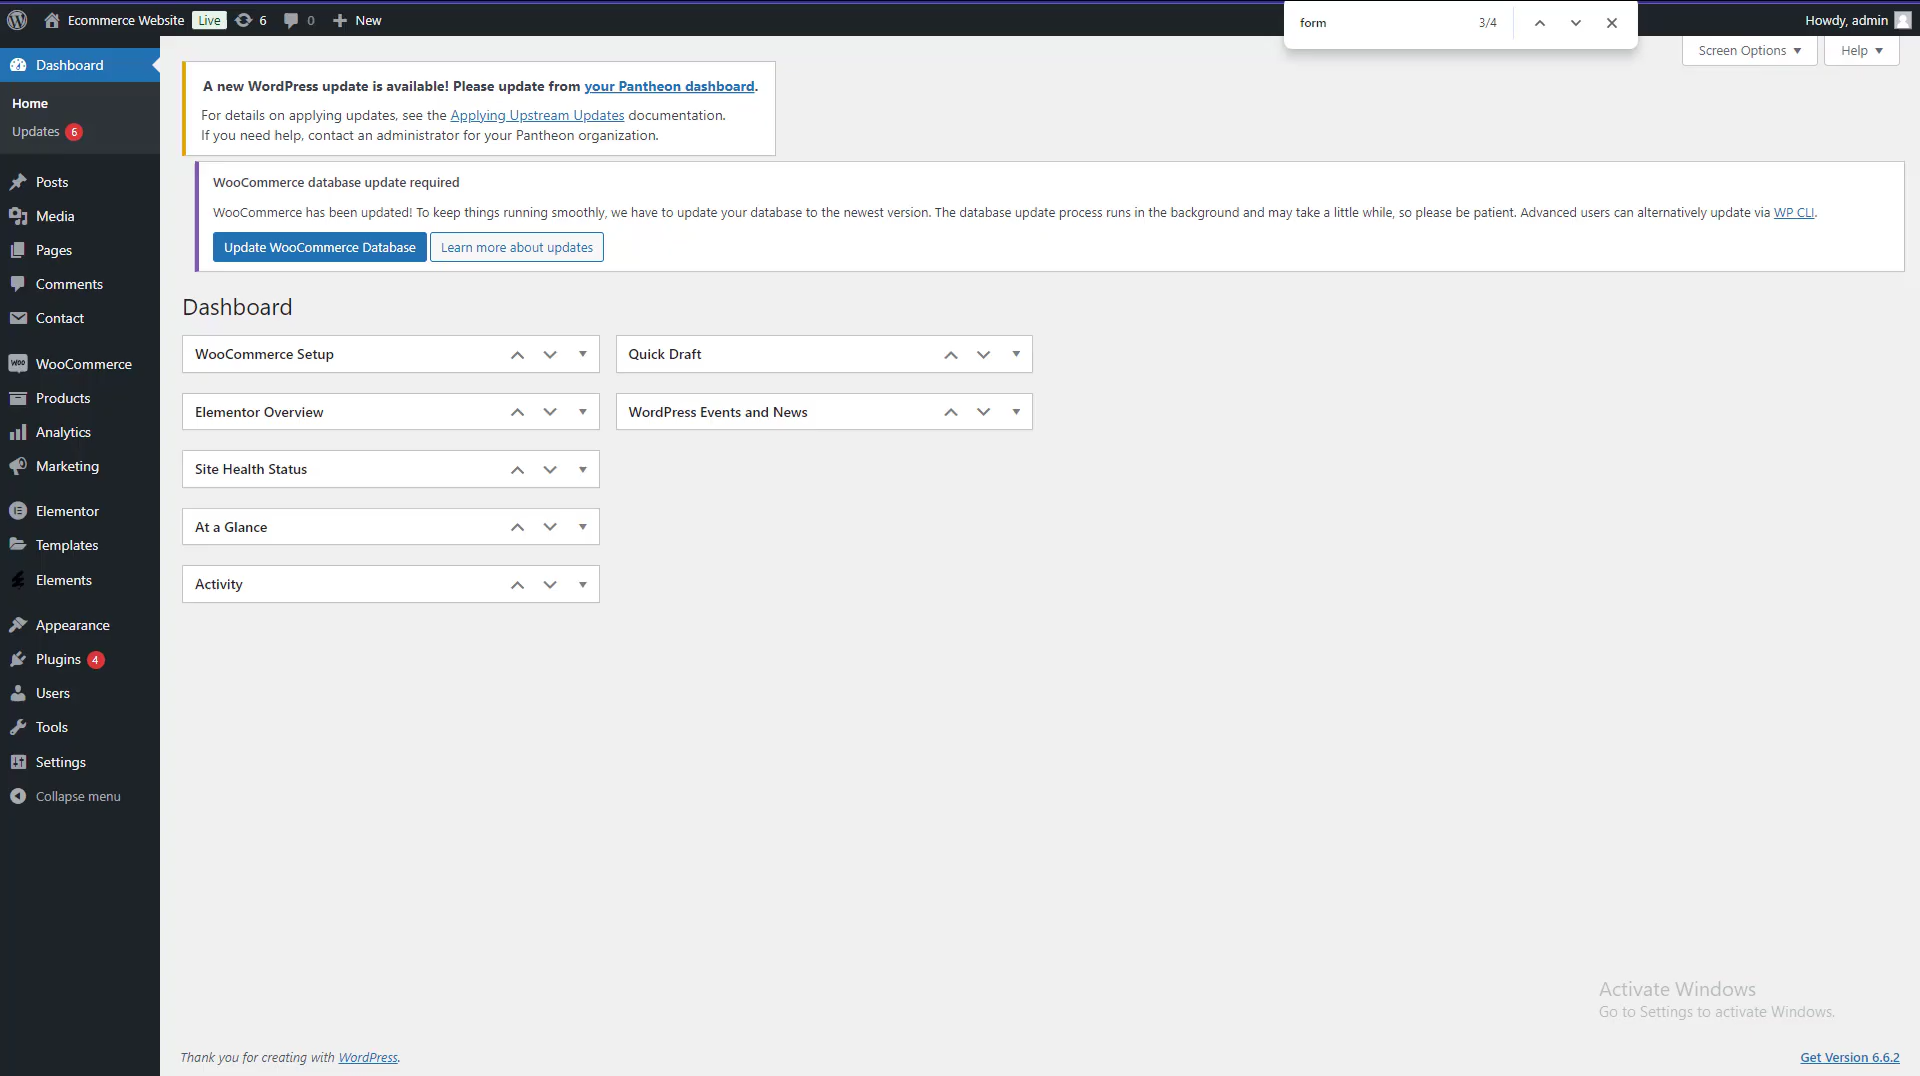 Ecommerce Website Live 6 0 New
form 3/4
Howdy, admin
Screen Options Help
Dashboard
Home
Updates 6
Posts
Media
Pages
Comments
Contact
WooCommerce
Products
Analytics
Marketing
Elementor
Templates
Elements
Appearance
Plugins 4
Users
Tools
Settings
Collapse menu
A new WordPress update is available! Please update from your Pantheon dashboard.
For details on applying updates, see the Applying Upstream Updates documentation.
If you need help, contact an administrator for your Pantheon organization.
WooCommerce database update required
WooCommerce has been updated! To keep things running smoothly, we have to update your database to the newest version. The database update process runs in the background and may take a little while, so please be patient. Advanced users can alternatively update via WP CLI.
Update WooCommerce Database Learn more about updates
Dashboard
WooCommerce Setup
Elementor Overview
Site Health Status
At a Glance
Activity
Quick Draft
WordPress Events and News
Activate Windows
Go to Settings to activate Windows.
Thank you for creating with WordPress.
Get Version 6.6.2